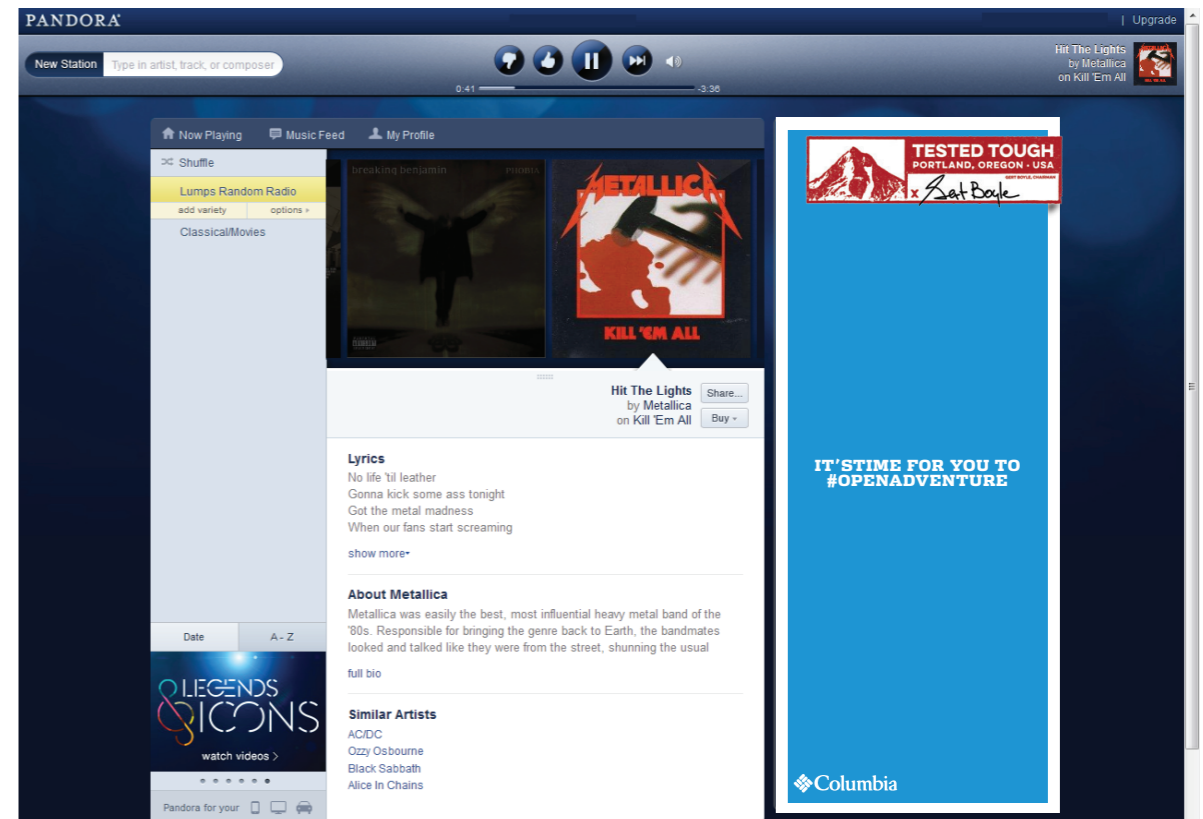 PANDORA
| Upgrade
New Station
Type in artist, track, or composer
0:41
-3:36
Hit The Lights
by Metallica
on Kill 'Em All
Now Playing
Music Feed
My Profile
Shuffle
Lumps Random Radio
add variety
options
Classical/Movies
breaking benjamin
PHOBIA
METALLICA
KILL 'EM ALL
Hit The Lights
by Metallica
on Kill 'Em All
Share...
Buy
Lyrics
No life 'til leather
Gonna kick some ass tonight
Got the metal madness
When our fans start screaming
show more
About Metallica
Metallica was easily the best, most influential heavy metal band of the
'80s. Responsible for bringing the genre back to Earth, the bandmates
looked and talked like they were from the street, shunning the usual
full bio
Similar Artists
AC/DC
Ozzy Osbourne
Black Sabbath
Alice In Chains
Date
A - Z
LEGENDS
& ICONS
watch videos >
Pandora for your
TESTED TOUGH
PORTLAND, OREGON - USA
GERT BOYLE, CHAIRMAN
x Gert Boyle
IT'STIME FOR YOU TO
#OPENADVENTURE
Columbia